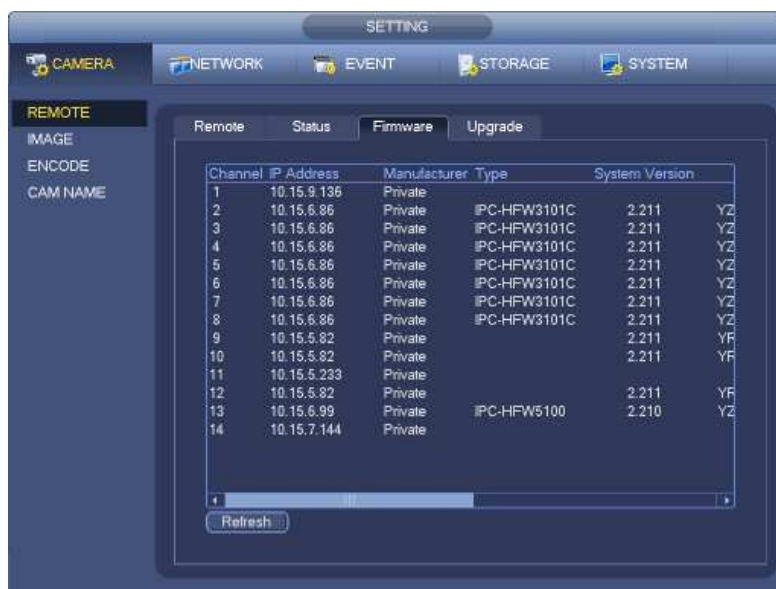 SETTING
CAMERA NETWORK EVENT STORAGE SYSTEM
REMOTE
IMAGE
ENCODE
CAM NAME
Remote Status Firmware Upgrade
Channel IP Address Manufacturer Type System Version
1 10.15.9.136 Private
2 10.15.6.86 Private IPC-HFW3101C 2.211 YZ
3 10.15.6.86 Private IPC-HFW3101C 2.211 YZ
4 10.15.6.86 Private IPC-HFW3101C 2.211 YZ
5 10.15.6.86 Private IPC-HFW3101C 2.211 YZ
6 10.15.6.86 Private IPC-HFW3101C 2.211 YZ
7 10.15.6.86 Private IPC-HFW3101C 2.211 YZ
8 10.15.6.86 Private IPC-HFW3101C 2.211 YZ
9 10.15.5.82 Private 2.211 YR
10 10.15.5.82 Private 2.211 YR
11 10.15.5.233 Private
12 10.15.5.82 Private 2.211 YR
13 10.15.6.99 Private IPC-HFW5100 2.210 YZ
14 10.15.7.144 Private
Refresh